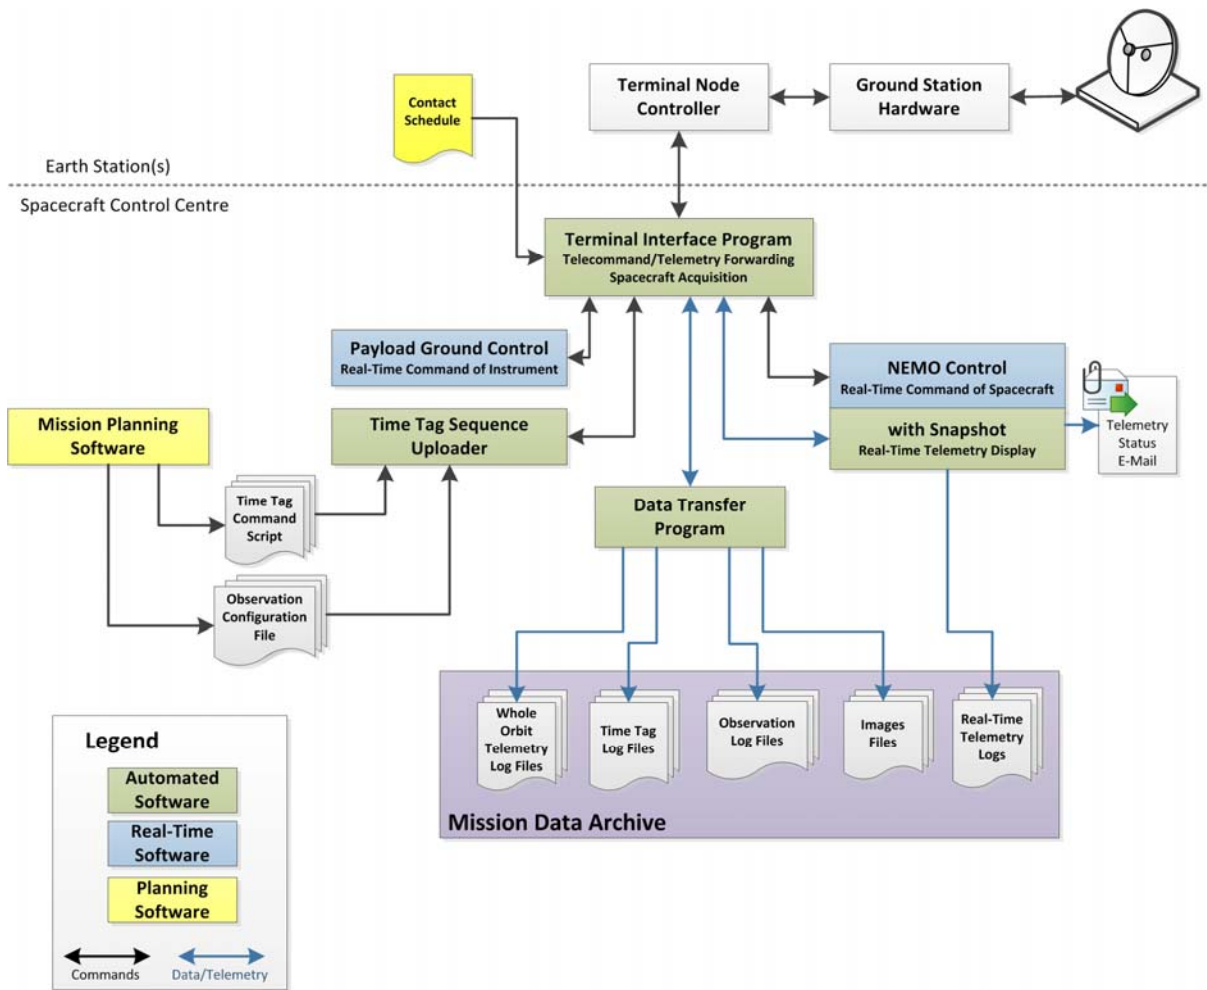 Contact
Schedule
Terminal Node
Controller
Ground Station
Hardware
Earth Station(s)
Spacecraft Control Centre
Terminal Interface Program
Telecommand/Telemetry Forwarding
Spacecraft Acquisition
Payload Ground Control
Real-Time Command of Instrument
NEMO Control
Real-Time Command of Spacecraft
with Snapshot
Real-Time Telemetry Display
Telemetry
Status
E-Mail
Mission Planning
Software
Time Tag Sequence
Uploader
Time Tag
Command
Script
Observation
Configuration
File
Data Transfer
Program
Whole
Orbit
Telemetry
Log Files
Time Tag
Log Files
Observation
Log Files
Images
Files
Real-Time
Telemetry
Logs
Mission Data Archive
Legend
Automated
Software
Real-Time
Software
Planning
Software
Commands
Data/Telemetry